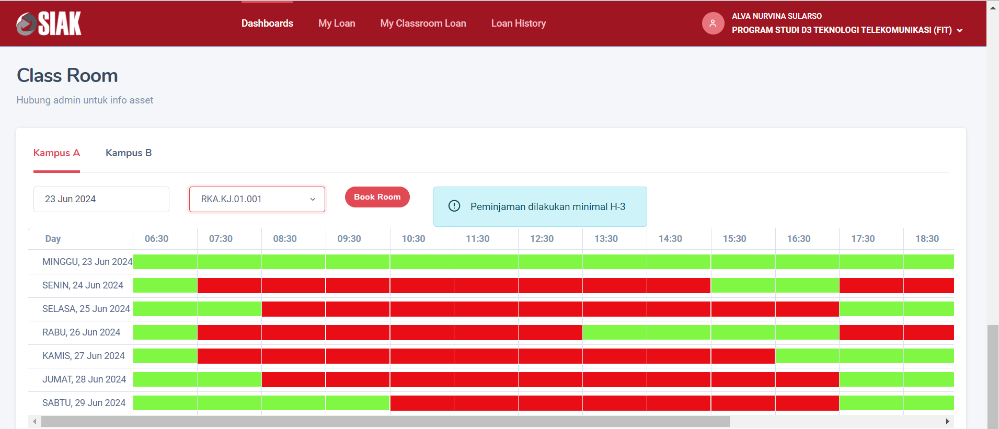 SIAK
Dashboards My Loan My Classroom Loan Loan History
ALVA NURVINA SULARSO
PROGRAM STUDI D3 TEKNOLOGI TELEKOMUNIKASI (FIT)
Class Room
Hubung admin untuk info asset
Kampus A Kampus B
23 Jun 2024 RKA.KJ.01.001 Book Room Peminjaman dilakukan minimal H-3
Day 06:30 07:30 08:30 09:30 10:30 11:30 12:30 13:30 14:30 15:30 16:30 17:30 18:30
MINGGU, 23 Jun 2024
SENIN, 24 Jun 2024
SELASA, 25 Jun 2024
RABU, 26 Jun 2024
KAMIS, 27 Jun 2024
JUMAT, 28 Jun 2024
SABTU, 29 Jun 2024